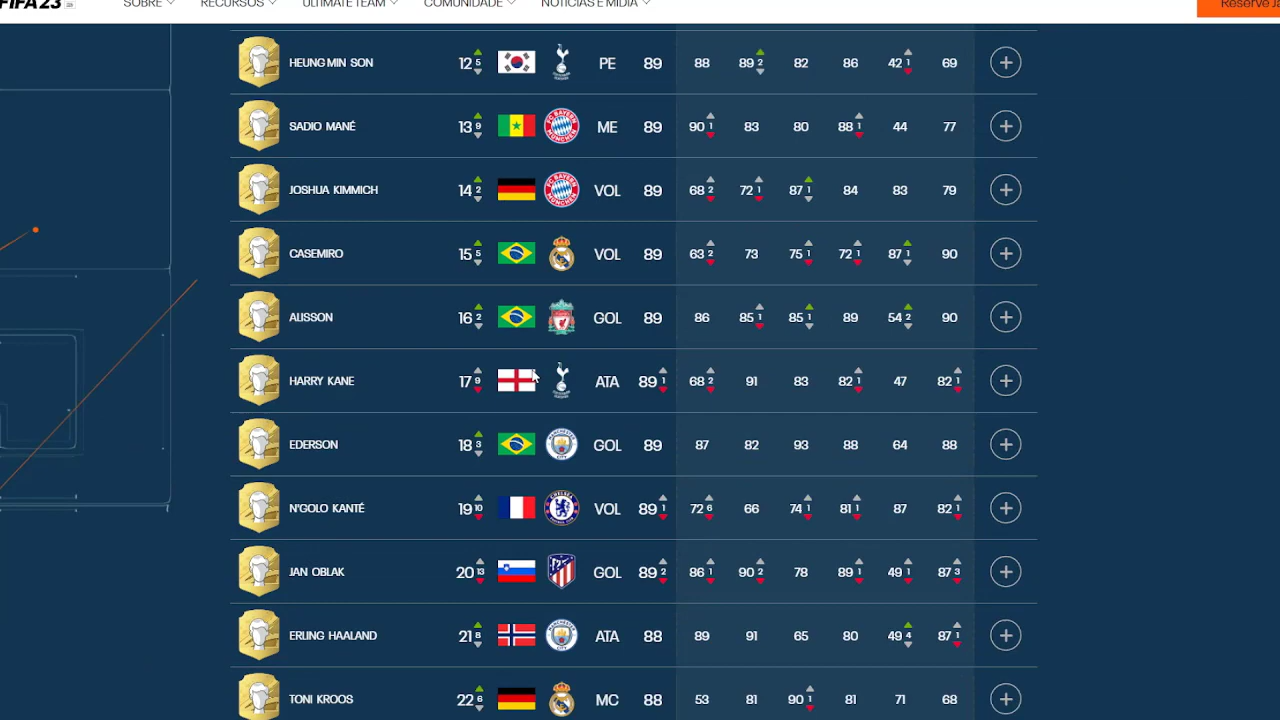 FIFA 23 SOBRE RECURSOS ULTIMATE TEAM COMUNIDADE NOTÍCIAS E MÍDIA Reserve Já
HEUNG MIN SON 12 5 PE 89 88 89 2 82 86 42 1 69
SADIO MANÉ 13 9 ME 89 90 1 83 80 88 1 44 77
JOSHUA KIMMICH 14 2 VOL 89 68 2 72 1 87 1 84 83 79
CASEMIRO 15 5 VOL 89 63 2 73 75 1 72 1 87 1 90
ALISSON 16 2 GOL 89 86 85 1 85 1 89 54 2 90
HARRY KANE 17 9 ATA 89 1 68 2 91 83 82 1 47 82 1
EDERSON 18 3 GOL 89 87 82 93 88 64 88
N'GOLO KANTÉ 19 10 VOL 89 1 72 6 66 74 1 81 1 87 82 1
JAN OBLAK 20 13 GOL 89 2 86 1 90 2 78 89 1 49 1 87 3
ERLING HAALAND 21 8 ATA 88 89 91 65 80 49 4 87 1
TONI KROOS 22 6 MC 88 53 81 90 1 81 71 68